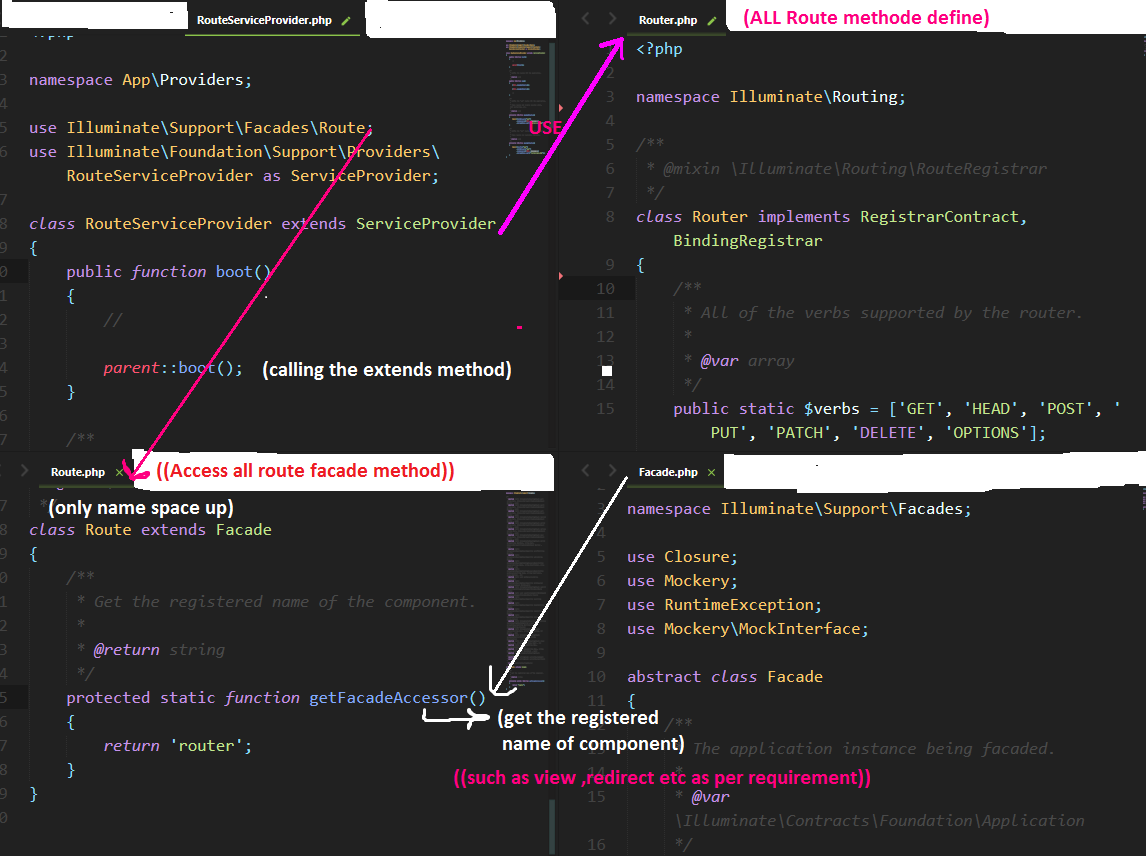 RouteServiceProvider.php
namespace App\Providers;
use Illuminate\Support\Facades\Route;
use Illuminate\Foundation\Support\Providers\
RouteServiceProvider as ServiceProvider;
class RouteServiceProvider extends ServiceProvider
{
public function boot()
{
//
parent::boot(); (calling the extends method)
}
/**
USE
Router.php (ALL Route methode define)
1 <?php
2
3 namespace Illuminate\Routing;
4
5 /**
6 * @mixin \Illuminate\Routing\RouteRegistrar
7 */
8 class Router implements RegistrarContract,
BindingRegistrar
9 {
10 /**
11 * All of the verbs supported by the router.
12 *
13 * @var array
14 */
15 public static $verbs = ['GET', 'HEAD', 'POST', '
PUT', 'PATCH', 'DELETE', 'OPTIONS'];
Route.php × ((Access all route facade method))
(only name space up)
class Route extends Facade
{
/**
* Get the registered name of the component.
*
* @return string
*/
protected static function getFacadeAccessor()
{
return 'router';
}
}
(get the registered
name of component)
((such as view ,redirect etc as per requirement))
Facade.php ×
3 namespace Illuminate\Support\Facades;
4
5 use Closure;
6 use Mockery;
7 use RuntimeException;
8 use Mockery\MockInterface;
9
10 abstract class Facade
11 {
/**
The application instance being facaded.
14 *
15 * @var
\Illuminate\Contracts\Foundation\Application
16 */